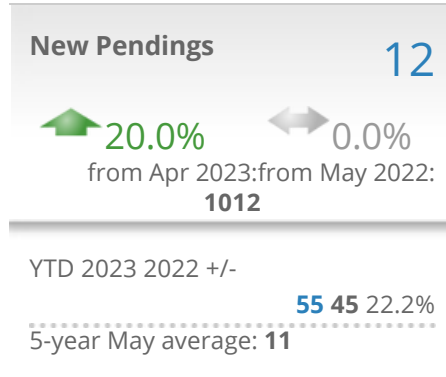 New Pendings
12
20.0% 0.0%
from Apr 2023:from May 2022:
1012
YTD 2023 2022 +/-
55 45 22.2%
5-year May average: 11